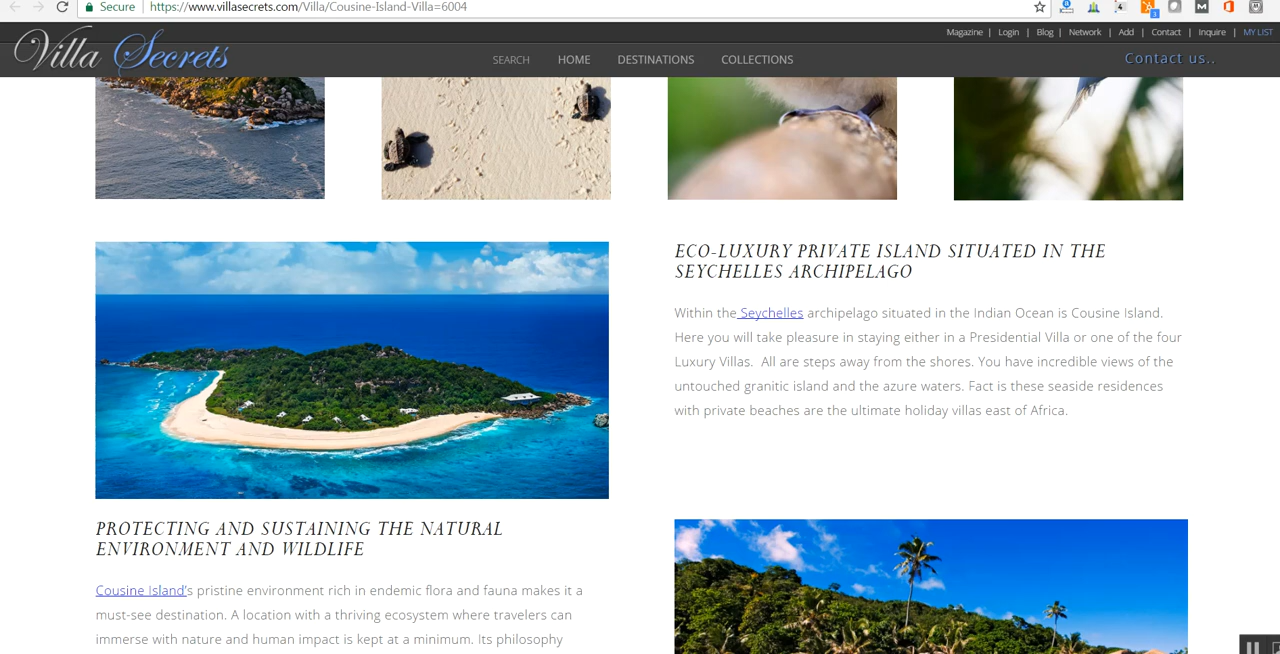 Secure https://www.villasecrets.com/Villa/Cousine-Island-Villa=6004
Magazine | Login | Blog | Network | Add | Contact | Inquire | MY LIST
Villa Secrets
SEARCH HOME DESTINATIONS COLLECTIONS
Contact us..
ECO-LUXURY PRIVATE ISLAND SITUATED IN THE
SEYCHELLES ARCHIPELAGO
Within the Seychelles archipelago situated in the Indian Ocean is Cousine Island.
Here you will take pleasure in staying either in a Presidential Villa or one of the four
Luxury Villas. All are steps away from the shores. You have incredible views of the
untouched granitic island and the azure waters. Fact is these seaside residences
with private beaches are the ultimate holiday villas east of Africa.
PROTECTING AND SUSTAINING THE NATURAL
ENVIRONMENT AND WILDLIFE
Cousine Island's pristine environment rich in endemic flora and fauna makes it a
must-see destination. A location with a thriving ecosystem where travelers can
immerse with nature and human impact is kept at a minimum. Its philosophy